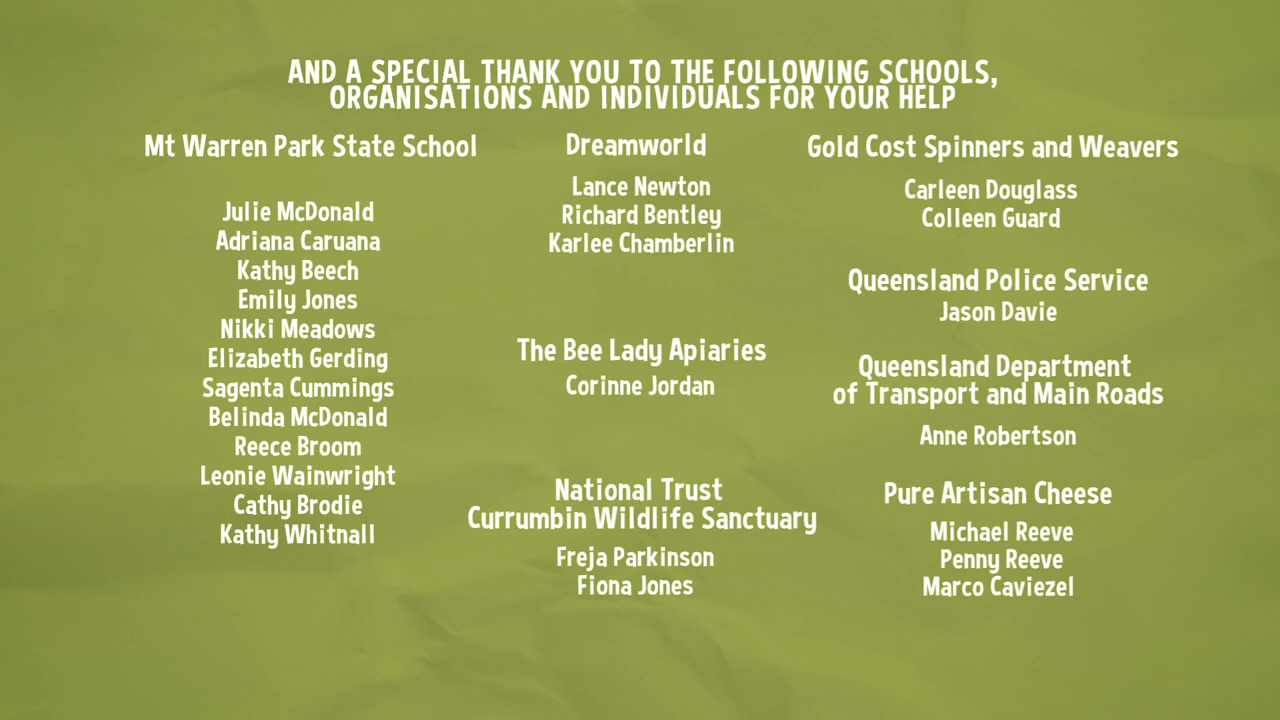 AND A SPECIAL THANK YOU TO THE FOLLOWING SCHOOLS,
ORGANISATIONS AND INDIVIDUALS FOR YOUR HELP
Mt Warren Park State School
Julie McDonald
Adriana Caruana
Kathy Beech
Emily Jones
Nikki Meadows
Elizabeth Gerding
Sagenta Cummings
Belinda McDonald
Reece Broom
Leonie Wainwright
Cathy Brodie
Kathy Whitnall
Dreamworld
Lance Newton
Richard Bentley
Karlee Chamberlin
The Bee Lady Apiaries
Corinne Jordan
National Trust
Currumbin Wildlife Sanctuary
Freja Parkinson
Fiona Jones
Gold Cost Spinners and Weavers
Carleen Douglass
Colleen Guard
Queensland Police Service
Jason Davie
Queensland Department
of Transport and Main Roads
Anne Robertson
Pure Artisan Cheese
Michael Reeve
Penny Reeve
Marco Caviezel